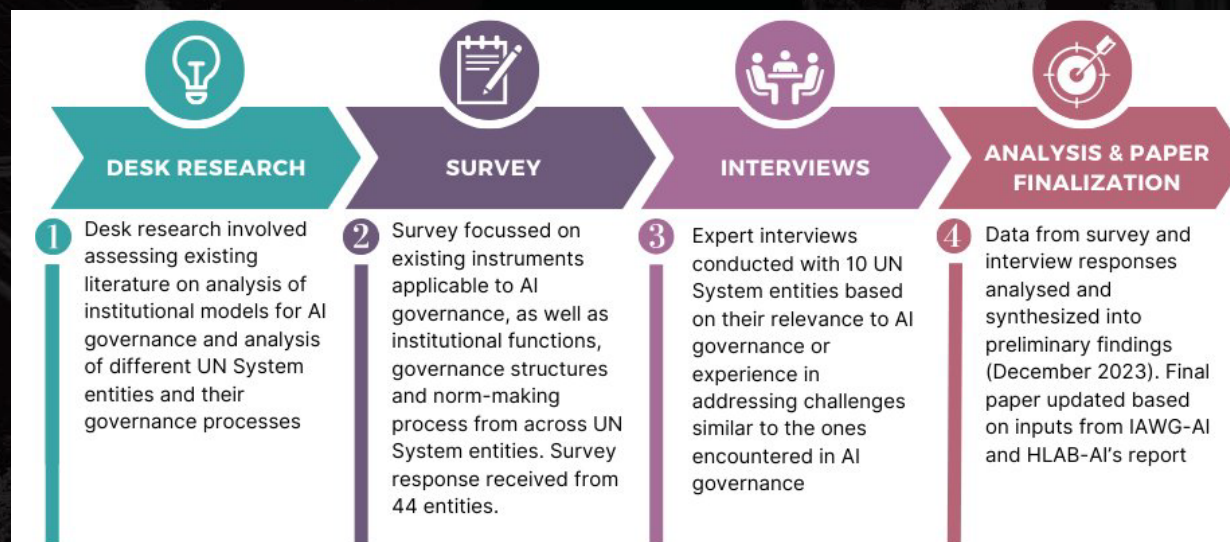 DESK RESEARCH
SURVEY
INTERVIEWS
ANALYSIS & PAPER
FINALIZATION
1
Desk research involved
assessing existing
literature on analysis of
institutional models for AI
governance and analysis
of different UN System
entities and their
governance processes
2
Survey focussed on
existing instruments
applicable to AI
governance, as well as
institutional functions,
governance structures
and norm-making
process from across UN
System entities. Survey
response received from
44 entities.
3
Expert interviews
conducted with 10 UN
System entities based
on their relevance to AI
governance or
experience in
addressing challenges
similar to the ones
encountered in AI
governance
4
Data from survey and
interview responses
analysed and
synthesized into
preliminary findings
(December 2023). Final
paper updated based
on inputs from IAWG-AI
and HLAB-AI's report